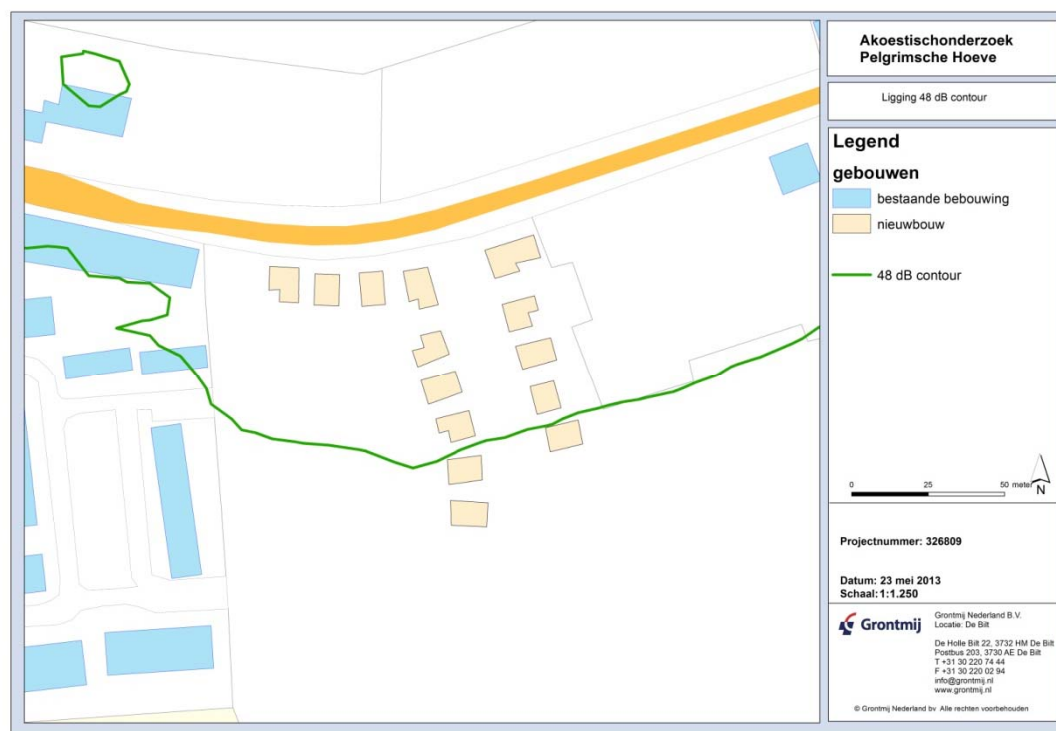 Akoestischonderzoek
Pelgrimsche Hoeve
Ligging 48 dB contour
Legend
gebouwen
bestaande bebouwing
nieuwbouw
48 dB contour
0 25 50 meter
N
Projectnummer: 326809
Datum: 23 mei 2013
Schaal: 1:1.250
Grontmij
Grontmij Nederland B.V.
Locatie: De Bilt
De Holle Bilt 22, 3732 HM De Bilt
Postbus 203, 3730 AE De Bilt
T +31 30 220 74 44
F +31 30 220 02 94
info@grontmij.nl
www.grontmij.nl
© Grontmij Nederland bv Alle rechten voorbehouden